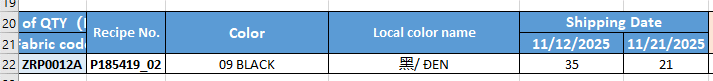 19
20 of QTY ( Recipe No. Color Local color name Shipping Date
21 Fabric code 11/12/2025 11/21/2025
22 ZRP0012A P185419_02 09 BLACK 黑/ ĐEN 35 21